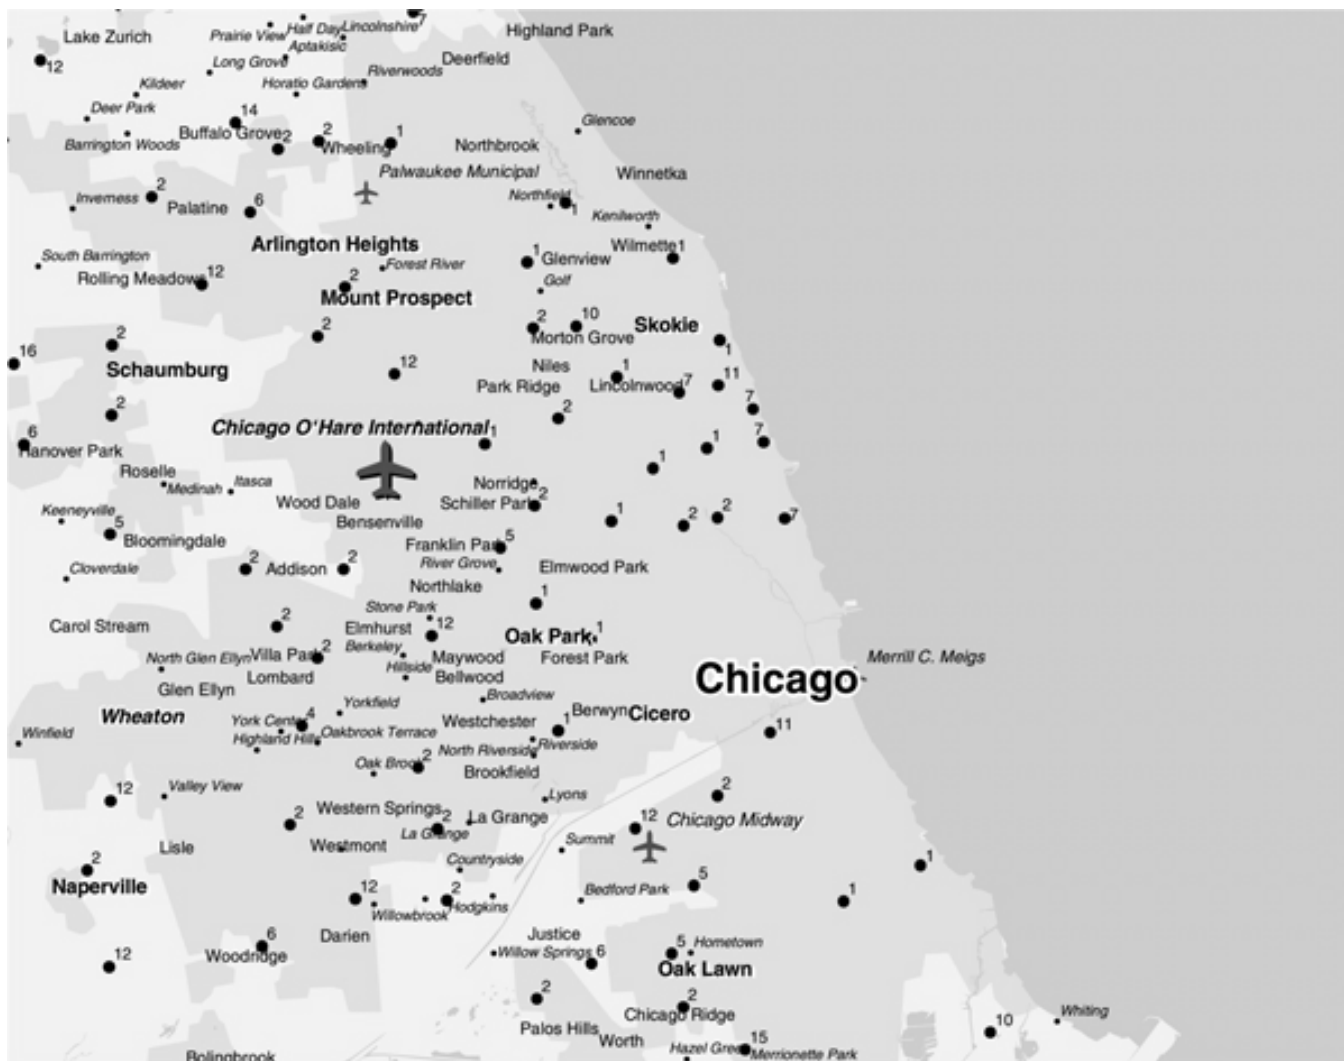 7
Half Day
Lincolnshire
Prairie View
Highland Park
Lake Zurich
Aptakisic
Deerfield
12
Long Grove
Riverwoods
Kildeer
Horatio Gardens
Deer Park
14
Glencoe
Buffalo Grove
2
2
Wheeling
1
Barrington Woods
Northbrook
Palwaukee Municipal
Winnetka
2
Inverness
Palatine
6
Northfield
1
Kenilworth
Arlington Heights
Wilmette
1
South Barrington
Forest River
1
Glenview
Rolling Meadows
12
2
Golf
Mount Prospect
2
2
10
Skokie
Morton Grove
2
1
16
Schaumburg
12
Niles
1
Park Ridge
Lincolnwood
7
11
2
2
7
Chicago O'Hare International
1
7
6
1
Hanover Park
1
Roselle
Medinah
Itasca
Norridge
Wood Dale
Schiller Park
2
Keeneyville
Bensenville
1
2
2
7
5
Bloomingdale
Franklin Park
5
Cloverdale
2
Addison
2
River Grove
Elmwood Park
Northlake
1
Stone Park
Carol Stream
2
Elmhurst
12
Oak Park
1
Berkeley
North Glen Ellyn
Villa Park
2
Maywood
Forest Park
Merrill C. Meigs
Hillside
Lombard
Bellwood
Chicago
Glen Ellyn
Broadview
Yorkfield
Wheaton
York Center
4
Westchester
1
Berwyn
Cicero
Winfield
Highland Hills
Oakbrook Terrace
11
North Riverside
Riverside
Oak Brook
2
Brookfield
12
Valley View
2
Lyons
Western Springs
2
La Grange
12
Chicago Midway
2
La Grange
Lisle
Westmont
Summit
2
Countryside
1
Naperville
5
Bedford Park
12
2
1
Willowbrook
Hodgkins
Darien
Justice
6
Woodridge
Willow Springs
6
5
Hometown
12
Oak Lawn
2
2
Palos Hills
Chicago Ridge
Whiting
Worth
10
15
Hazel Green
Merrionette Park
Bolingbrook